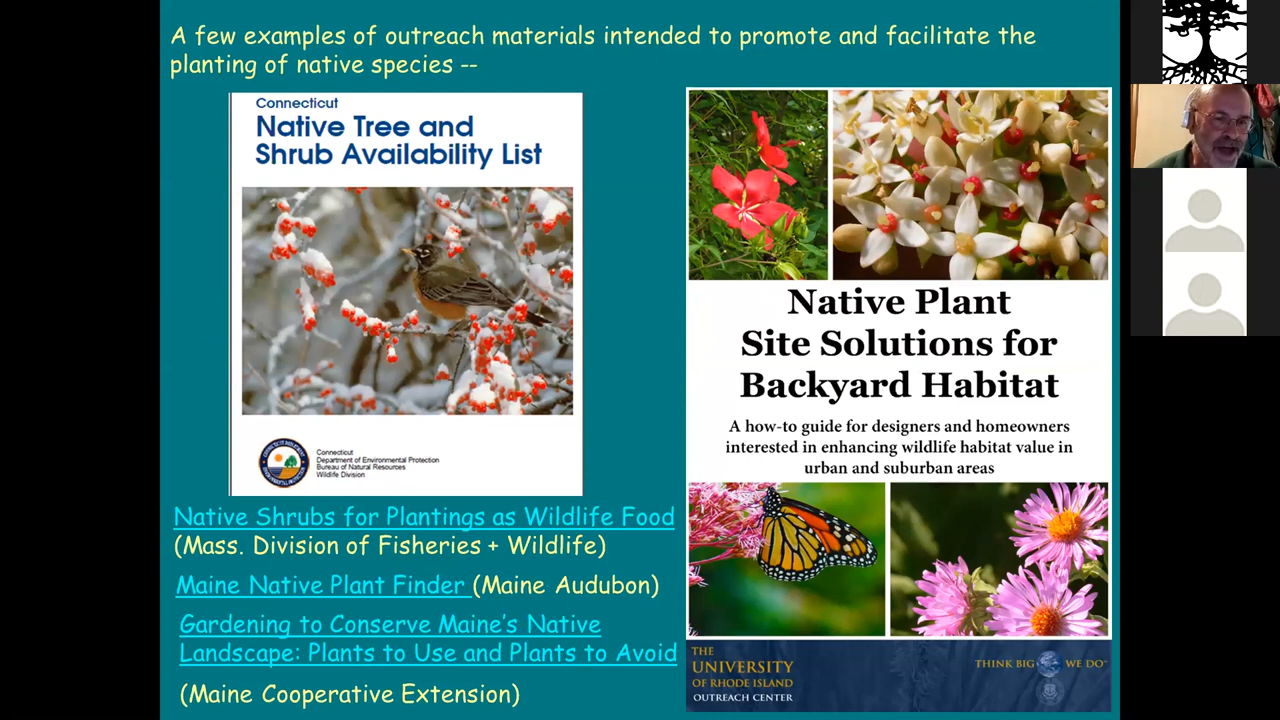 A few examples of outreach materials intended to promote and facilitate the
planting of native species --
Connecticut
Native Tree and
Shrub Availability List
Connecticut
Department of Environmental Protection
Bureau of Natural Resources
Wildlife Division
Native Shrubs for Plantings as Wildlife Food
(Mass. Division of Fisheries + Wildlife)
Maine Native Plant Finder (Maine Audubon)
Gardening to Conserve Maine's Native
Landscape: Plants to Use and Plants to Avoid
(Maine Cooperative Extension)
Native Plant
Site Solutions for
Backyard Habitat
A how-to guide for designers and homeowners
interested in enhancing wildlife habitat value in
urban and suburban areas
THE
UNIVERSITY
OF RHODE ISLAND
OUTREACH CENTER
THINK BIG WE DO